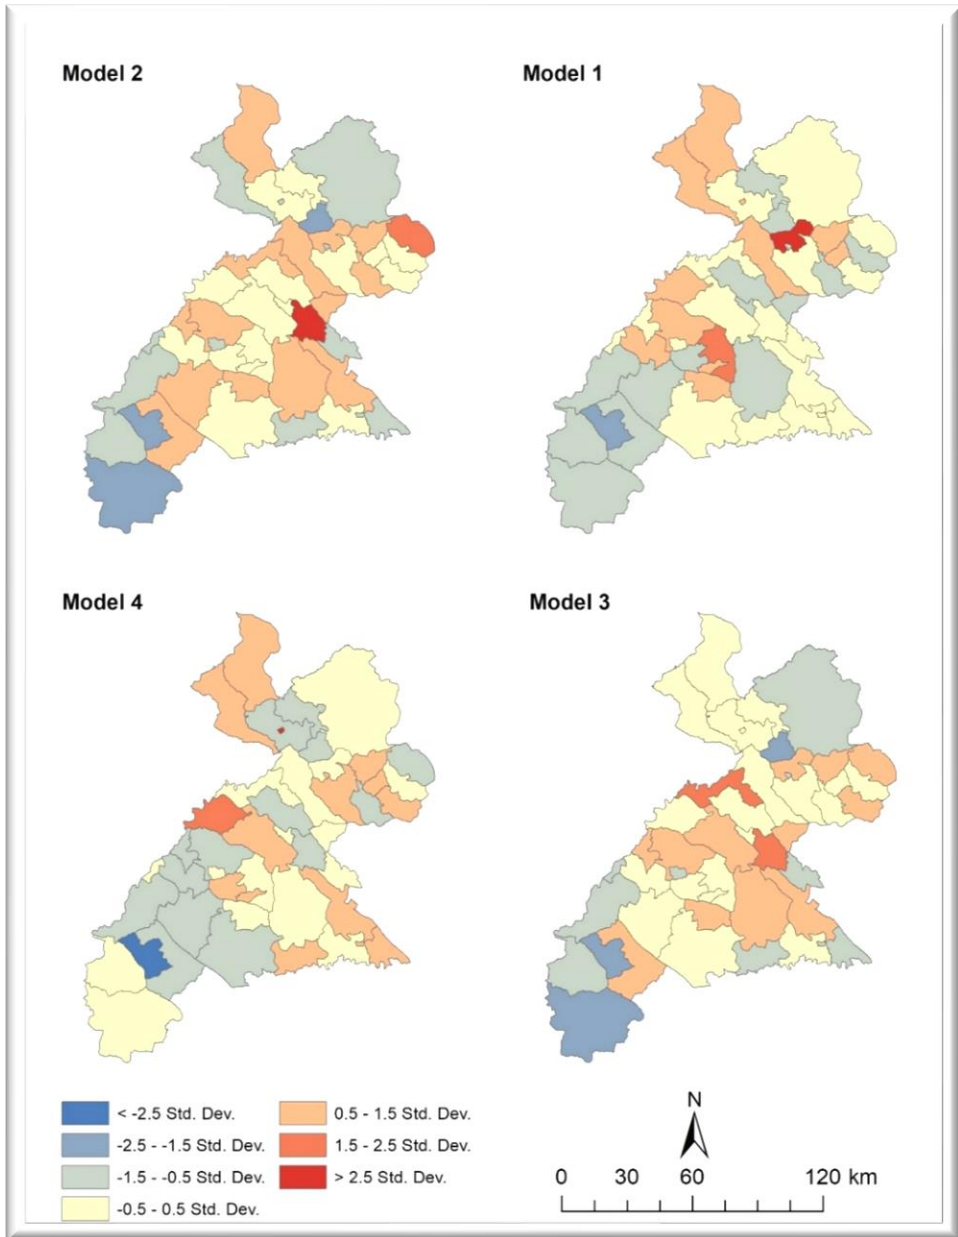 Model 2
Model 1
Model 4
Model 3
< -2.5 Std. Dev.
-2.5 - -1.5 Std. Dev.
-1.5 - -0.5 Std. Dev.
-0.5 - 0.5 Std. Dev.
0.5 - 1.5 Std. Dev.
1.5 - 2.5 Std. Dev.
> 2.5 Std. Dev.
N
0 30 60 120 km